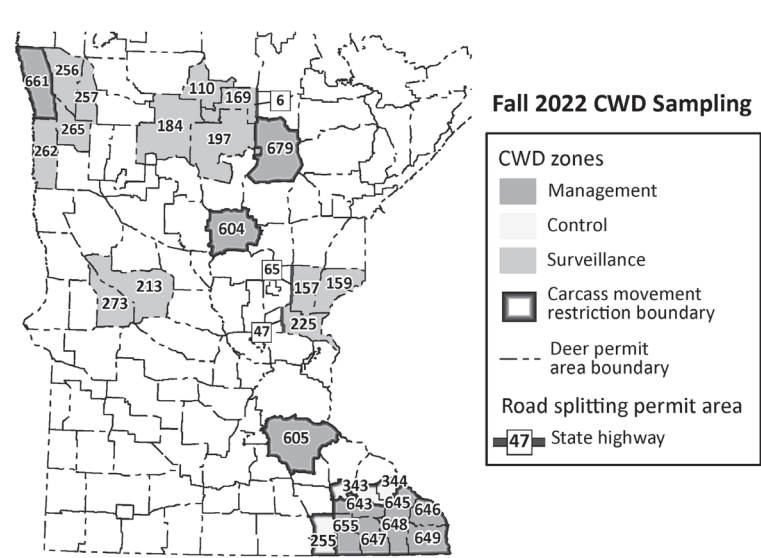 Fall 2022 CWD Sampling
CWD zones
Management
Control
Surveillance
Carcass movement
restriction boundary
Deer permit
area boundary
Road splitting permit area
47 State highway
661
256
257
265
262
110
169
6
184
197
679
604
65
213
273
157
159
225
47
605
343
344
643
645
646
655
648
255
647
649